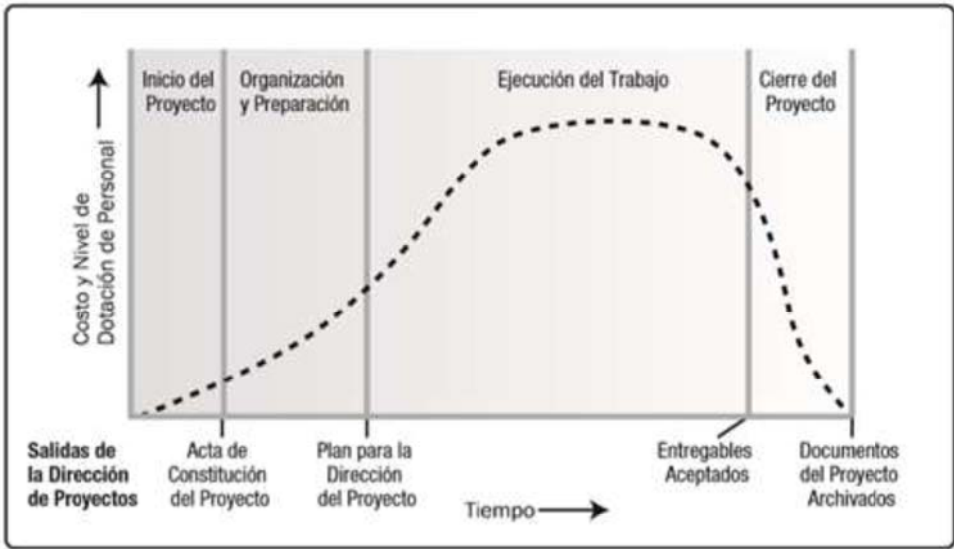 Inicio del
Proyecto
Organización
y Preparación
Ejecución del Trabajo
Cierre del
Proyecto
Costo y Nivel de
Dotación de Personal
Salidas de
la Dirección
de Proyectos
Acta de
Constitución
del Proyecto
Plan para la
Dirección
del Proyecto
Entregables
Aceptados
Documentos
del Proyecto
Archivados
Tiempo